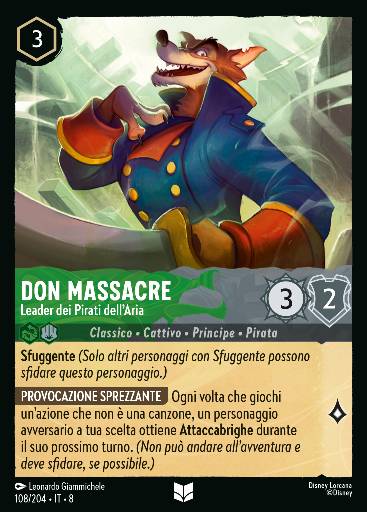 3
DON MASSACRE
Leader dei Pirati dell'Aria
3 2
Classico • Cattivo • Principe • Pirata
Sfuggente (Solo altri personaggi con Sfuggente possono
sfidare questo personaggio.)
PROVOCAZIONE SPREZZANTE Ogni volta che giochi
un'azione che non è una canzone, un personaggio
avversario a tua scelta ottiene Attaccabrighe durante
il suo prossimo turno. (Non può andare all'avventura e
deve sfidare, se possibile.)
Leonardo Giammichele
108/204 • IT • 8
Disney Lorcana
©Disney